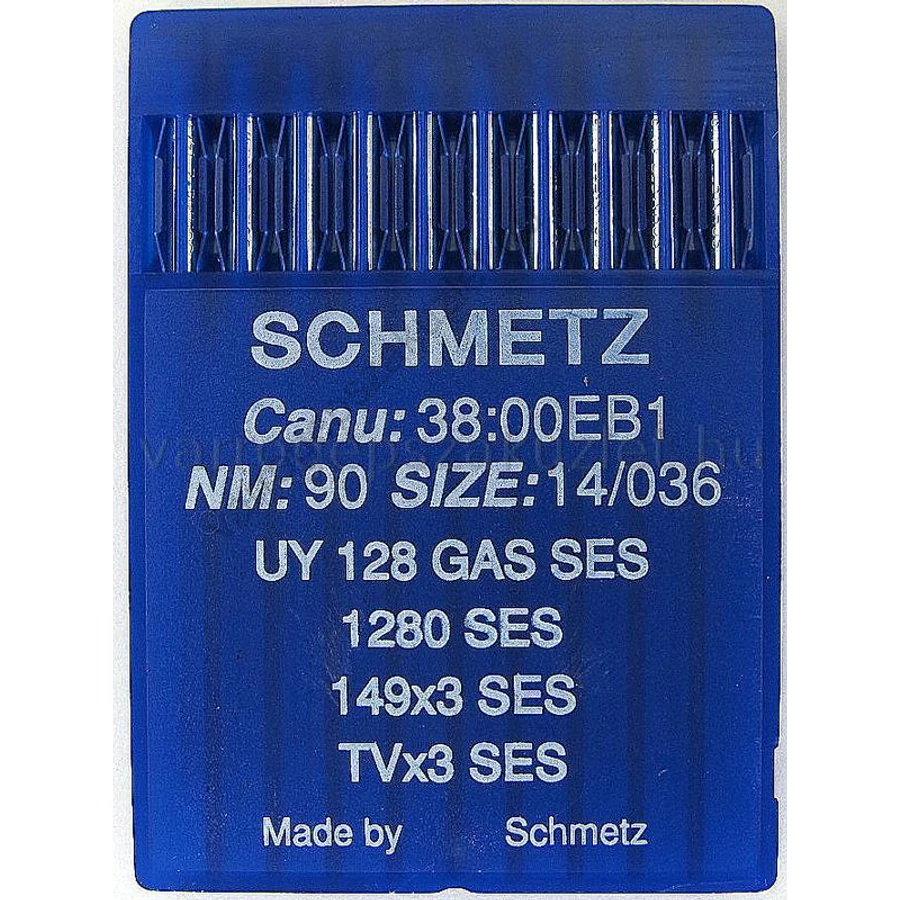 SCHMETZ
Canu: 38:00EB1
NM: 90 SIZE: 14/036
UY 128 GAS SES
1280 SES
149x3 SES
TVx3 SES
Made by Schmetz